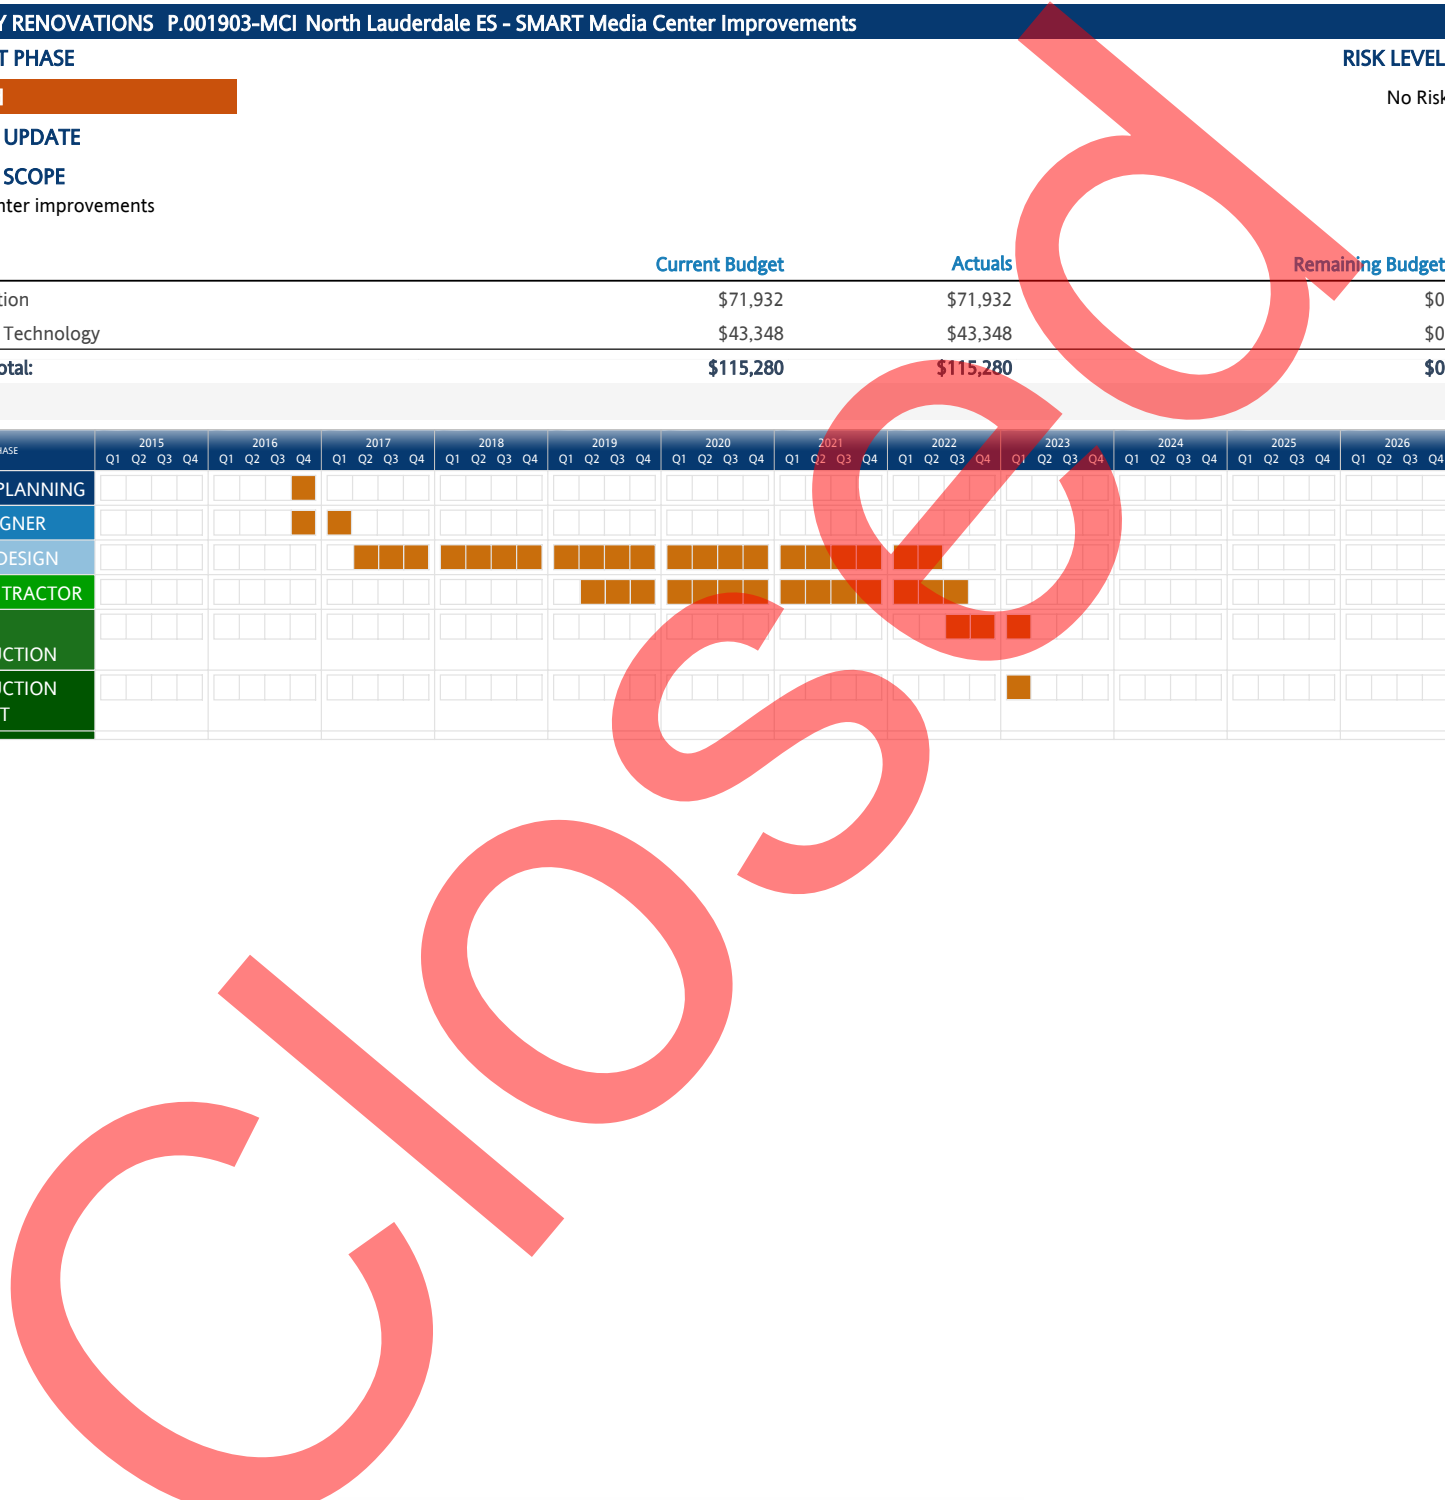 Y RENOVATIONS P.001903-MCI North Lauderdale ES - SMART Media Center Improvements
T PHASE RISK LEVEL
No Risk
UPDATE
SCOPE
nter improvements
Current Budget Actuals Remaining Budget
tion $71,932 $71,932 $0
Technology $43,348 $43,348 $0
otal: $115,280 $115,280 $0
HASE 2015 2016 2017 2018 2019 2020 2021 2022 2023 2024 2025 2026
Q1 Q2 Q3 Q4 Q1 Q2 Q3 Q4 Q1 Q2 Q3 Q4 Q1 Q2 Q3 Q4 Q1 Q2 Q3 Q4 Q1 Q2 Q3 Q4 Q1 Q2 Q3 Q4 Q1 Q2 Q3 Q4 Q1 Q2 Q3 Q4 Q1 Q2 Q3 Q4 Q1 Q2 Q3 Q4 Q1 Q2 Q3 Q4
PLANNING
GNER
DESIGN
TRACTOR
UCTION
UCTION
T
Closed